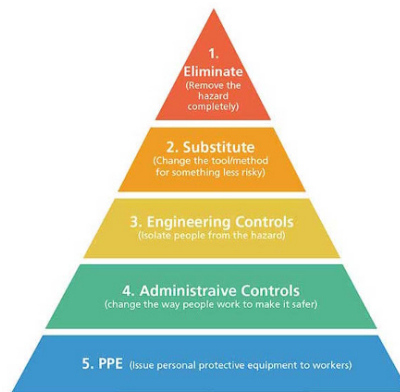 1.
Eliminate
(Remove the
hazard
completely)
2. Substitute
(Change the tool/method
for something less risky)
3. Engineering Controls
(Isolate people from the hazard)
4. Administraive Controls
(change the way people work to make it safer)
5. PPE (Issue personal protective equipment to workers)